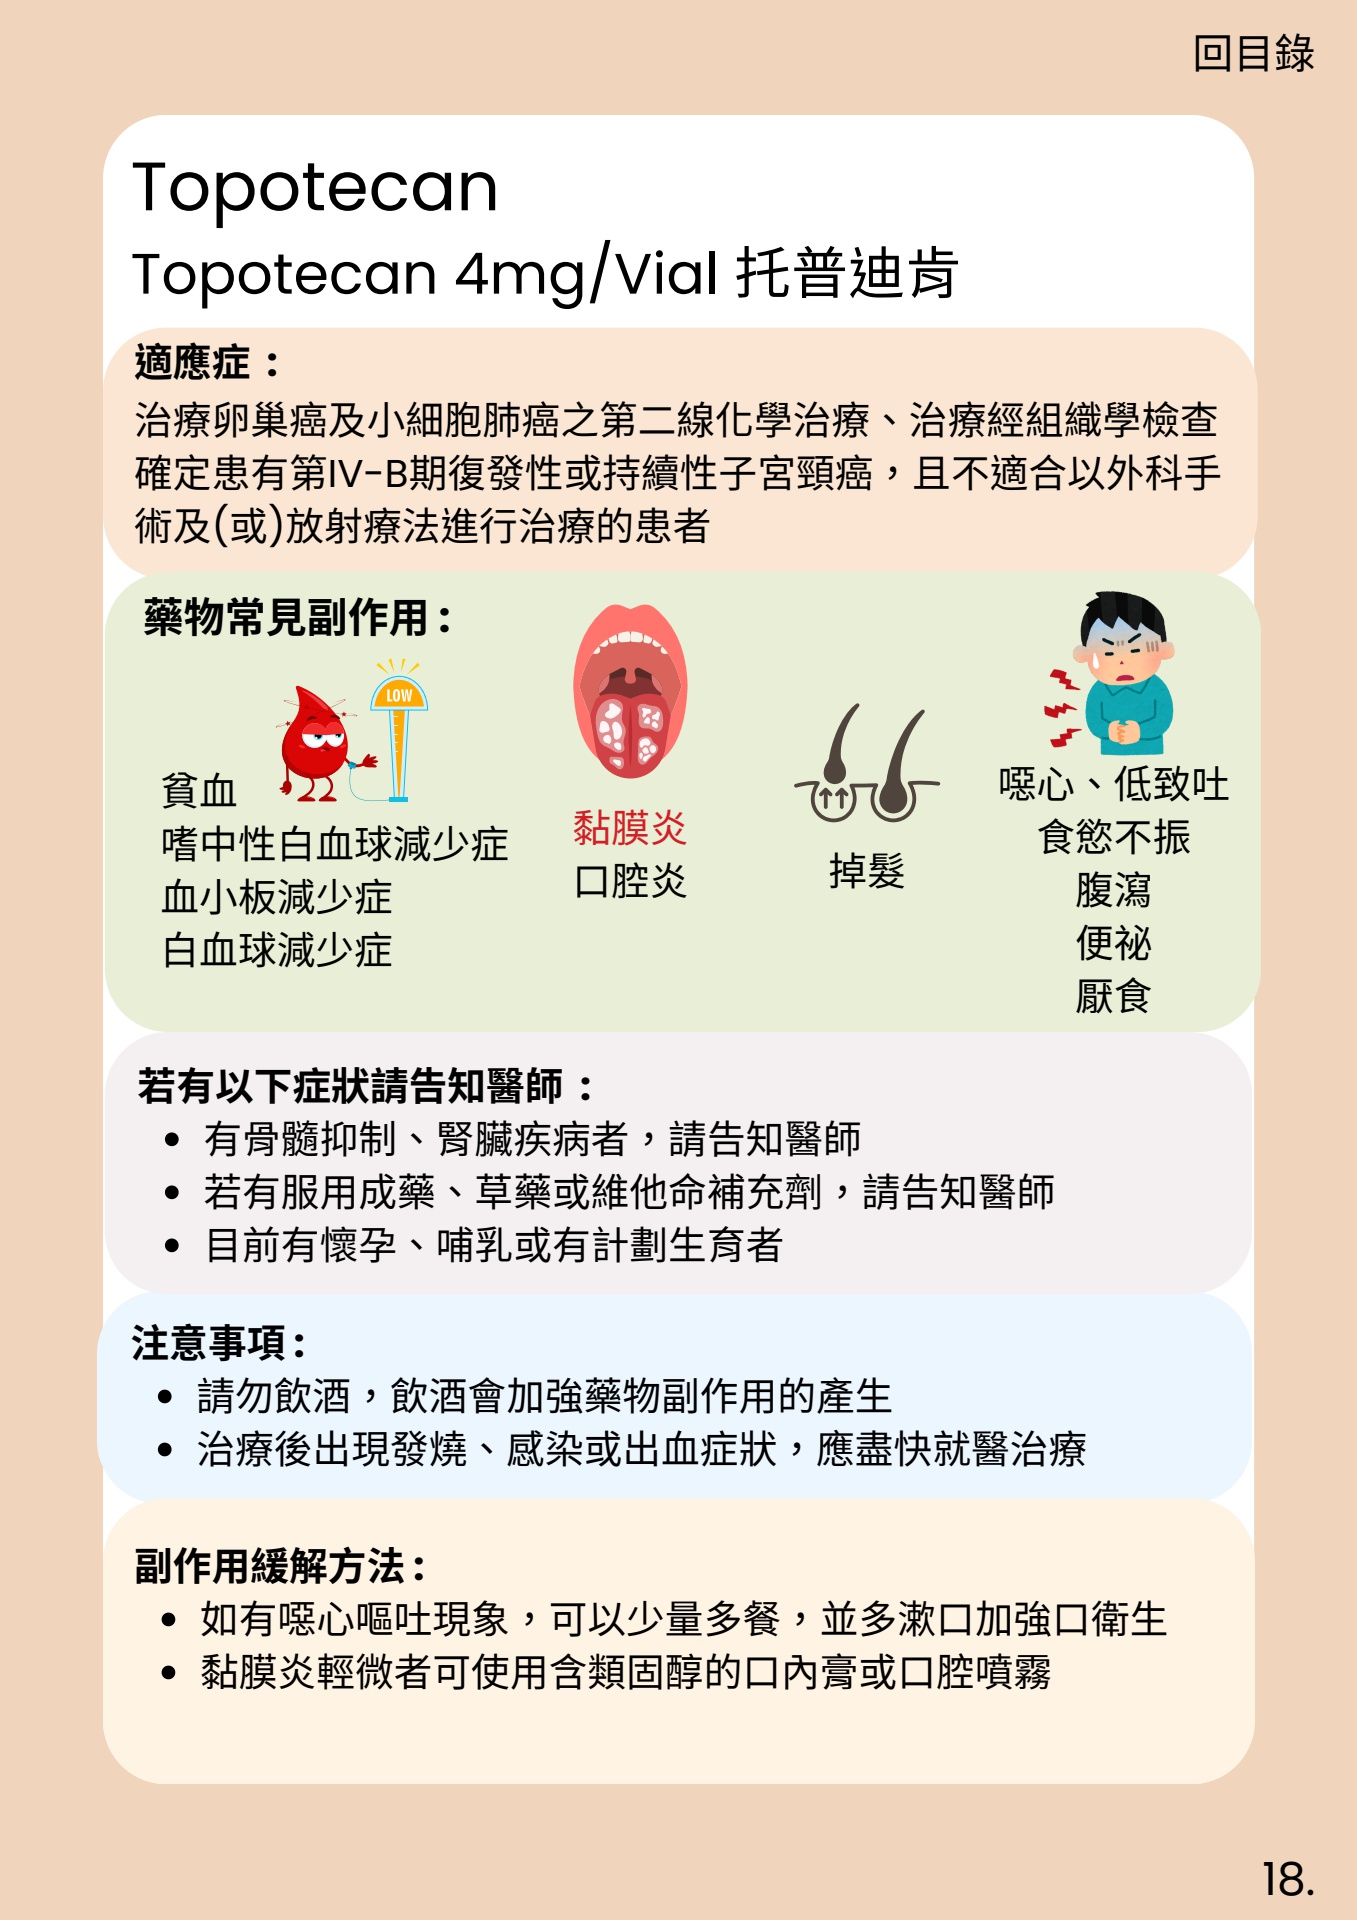 回目錄
Topotecan
Topotecan 4mg/Vial 托普迪肯
適應症：
治療卵巢癌及小細胞肺癌之第二線化學治療、治療經組織學檢查
確定患有第IV-B期復發性或持續性子宮頸癌，且不適合以外科手
術及(或)放射療法進行治療的患者
藥物常見副作用：
LOW
貧血
嗜中性白血球減少症
血小板減少症
白血球減少症
黏膜炎
口腔炎
掉髮
噁心、低致吐
食慾不振
腹瀉
便祕
厭食
若有以下症狀請告知醫師：
• 有骨髓抑制、腎臟疾病者，請告知醫師
• 若有服用成藥、草藥或維他命補充劑，請告知醫師
• 目前有懷孕、哺乳或有計劃生育者
注意事項：
• 請勿飲酒，飲酒會加強藥物副作用的產生
• 治療後出現發燒、感染或出血症狀，應盡快就醫治療
副作用緩解方法：
• 如有噁心嘔吐現象，可以少量多餐，並多漱口加強口衛生
• 黏膜炎輕微者可使用含類固醇的口內膏或口腔噴霧
18.